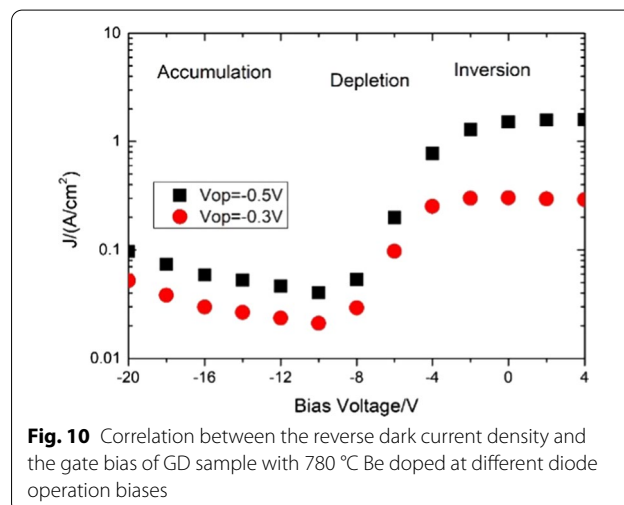 10
Accumulation
Depletion
Inversion
1
Vop=-0.5V
Vop=-0.3V
0.1
0.01
J/(A/cm²)
-20 -16 -12 -8 -4 0 4
Bias Voltage/V
Fig. 10 Correlation between the reverse dark current density and
the gate bias of GD sample with 780 °C Be doped at different diode
operation biases